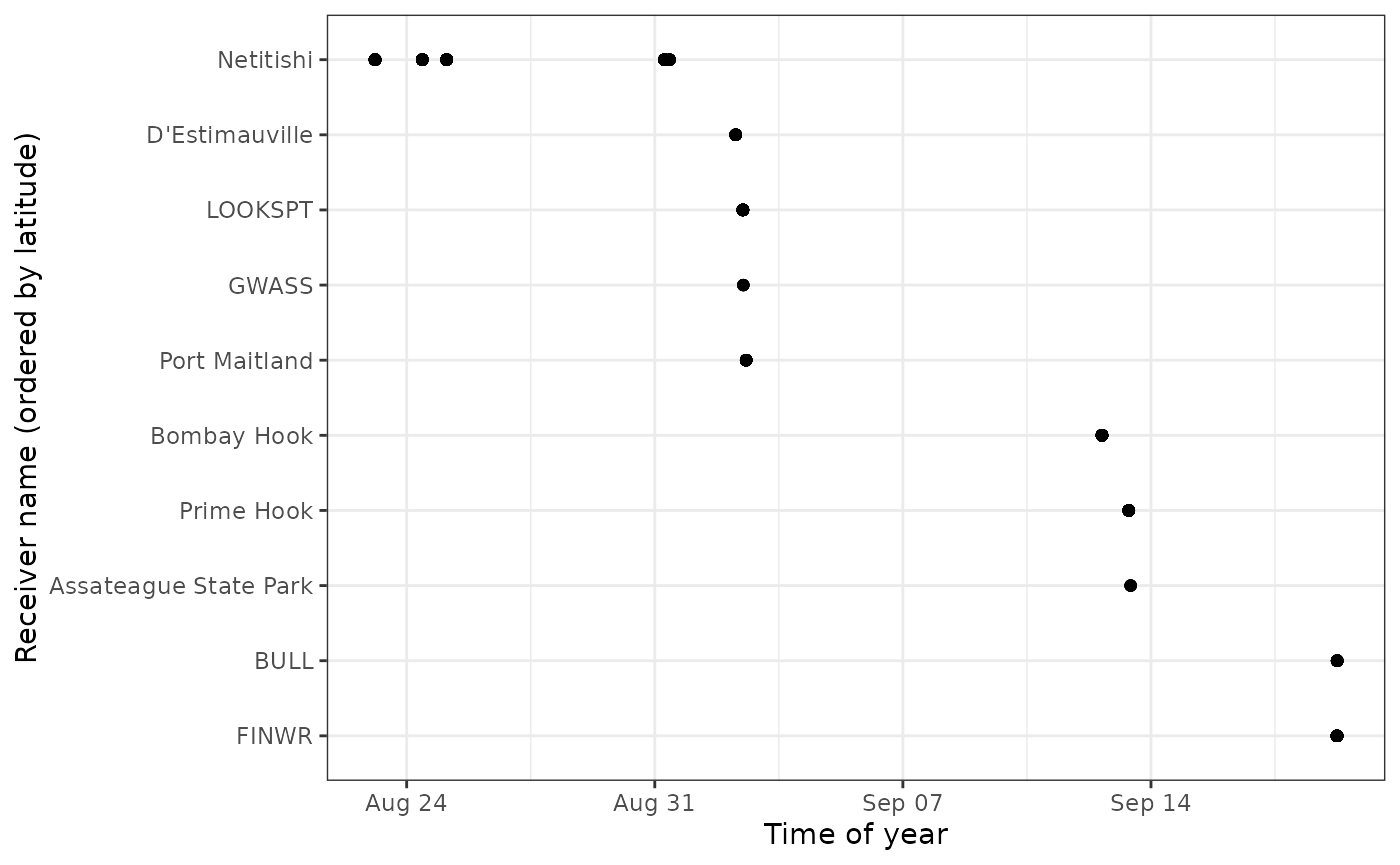 Receiver name (ordered by latitude)
Netitishi
D'Estimauville
LOOKSPT
GWASS
Port Maitland
Bombay Hook
Prime Hook
Assateague State Park
BULL
FINWR
Aug 24 Aug 31 Sep 07 Sep 14
Time of year